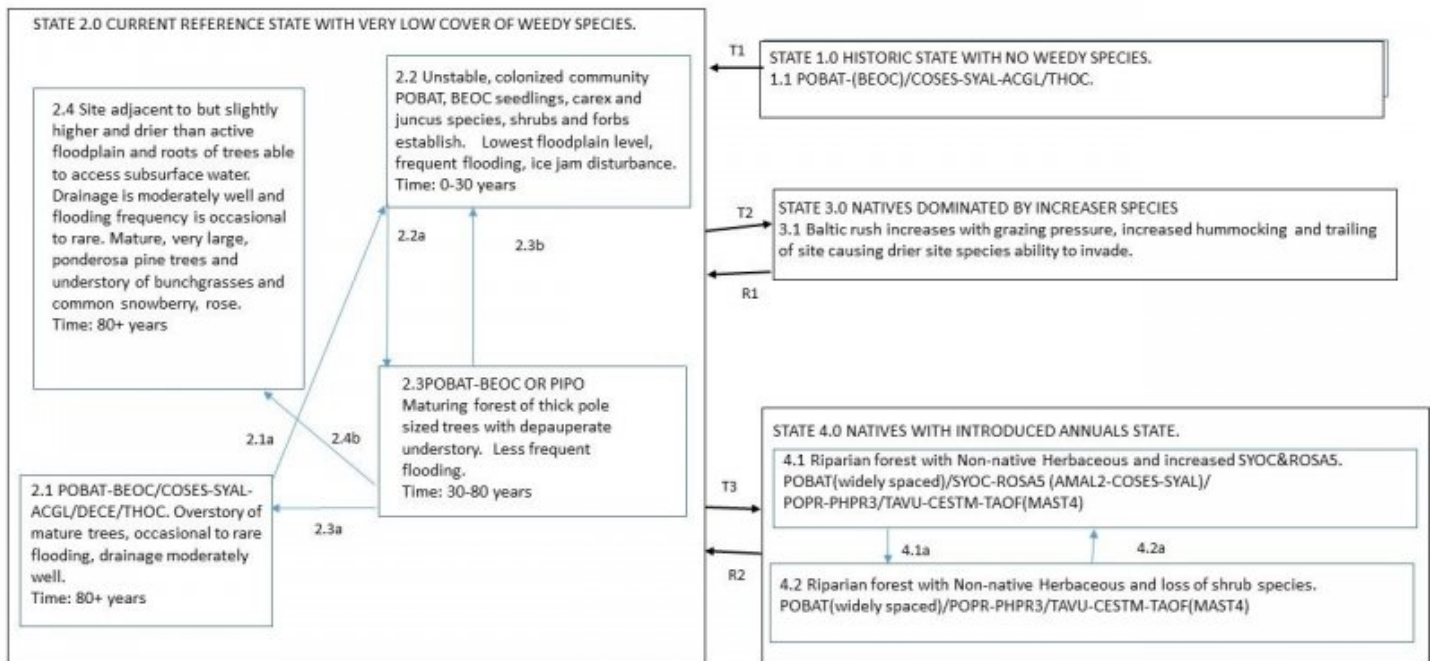 STATE 2.0 CURRENT REFERENCE STATE WITH VERY LOW COVER OF WEEDY SPECIES.
2.4 Site adjacent to but slightly
higher and drier than active
floodplain and roots of trees able
to access subsurface water.
Drainage is moderately well and
flooding frequency is occasional
to rare. Mature, very large,
ponderosa pine trees and
understory of bunchgrasses and
common snowberry, rose.
Time: 80+ years
2.2 Unstable, colonized community
POBAT, BEOC seedlings, carex and
juncus species, shrubs and forbs
establish. Lowest floodplain level,
frequent flooding, ice jam disturbance.
Time: 0-30 years
2.2a
2.3b
2.1a
2.4b
2.3POBAT-BEOC OR PIPO
Maturing forest of thick pole
sized trees with depauperate
understory. Less frequent
flooding.
Time: 30-80 years
2.3a
2.1 POBAT-BEOC/COSES-SYAL-
ACGL/DECE/THOC. Overstory of
mature trees, occasional to rare
flooding, drainage moderately
well.
Time: 80+ years
T1
STATE 1.0 HISTORIC STATE WITH NO WEEDY SPECIES.
1.1 POBAT-(BEOC)/COSES-SYAL-ACGL/THOC.
T2
R1
STATE 3.0 NATIVES DOMINATED BY INCREASER SPECIES
3.1 Baltic rush increases with grazing pressure, increased hummocking and trailing
of site causing drier site species ability to invade.
T3
R2
STATE 4.0 NATIVES WITH INTRODUCED ANNUALS STATE.
4.1 Riparian forest with Non-native Herbaceous and increased SYOC&ROSA5.
POBAT(widely spaced)/SYOC-ROSA5 (AMAL2-COSES-SYAL)/
POPR-PHPR3/TAVU-CESTM-TAOF(MAST4)
4.1a
4.2a
4.2 Riparian forest with Non-native Herbaceous and loss of shrub species.
POBAT(widely spaced)/POPR-PHPR3/TAVU-CESTM-TAOF(MAST4)